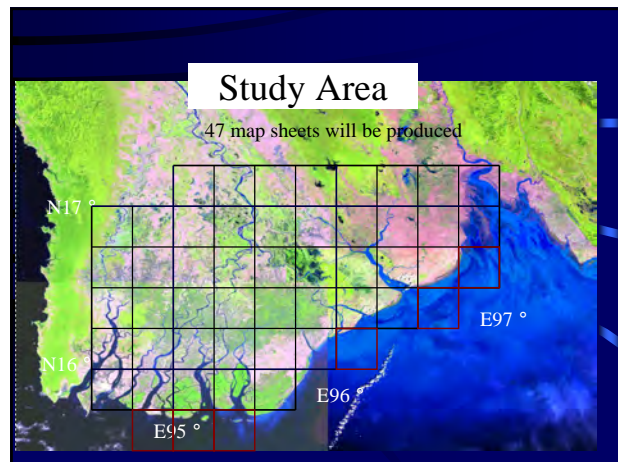 Study Area
47 map sheets will be produced
N17 °
E97 °
N16 °
E96 °
E95 °